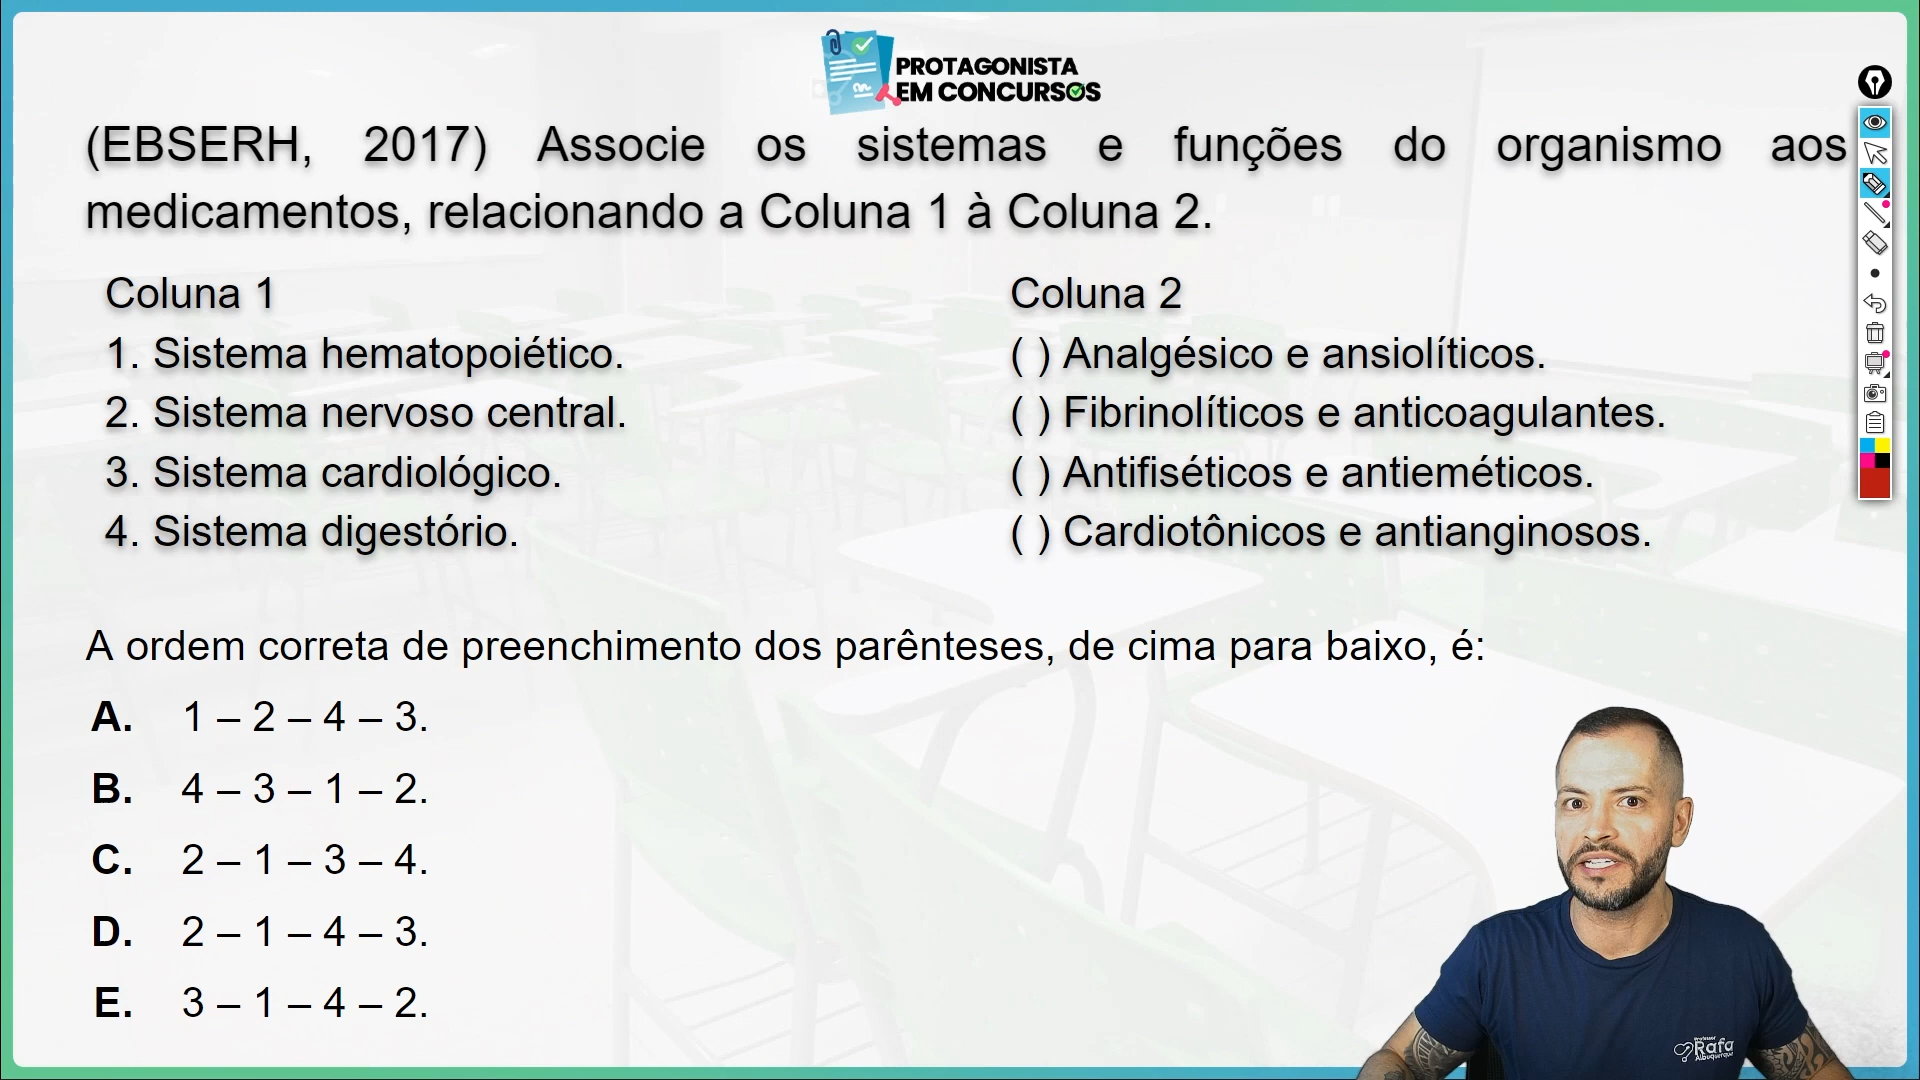 PROTAGONISTA
EM CONCURSOS
(EBSERH, 2017) Associe os sistemas e funções do organismo aos
medicamentos, relacionando a Coluna 1 à Coluna 2.
Coluna 1
1. Sistema hematopoiético.
2. Sistema nervoso central.
3. Sistema cardiológico.
4. Sistema digestório.
Coluna 2
( ) Analgésico e ansiolíticos.
( ) Fibrinolíticos e anticoagulantes.
( ) Antifiséticos e antieméticos.
( ) Cardiotônicos e antianginosos.
A ordem correta de preenchimento dos parênteses, de cima para baixo, é:
A. 1 – 2 – 4 – 3.
B. 4 – 3 – 1 – 2.
C. 2 – 1 – 3 – 4.
D. 2 – 1 – 4 – 3.
E. 3 – 1 – 4 – 2.
Professor
Rafa
Albuquerque